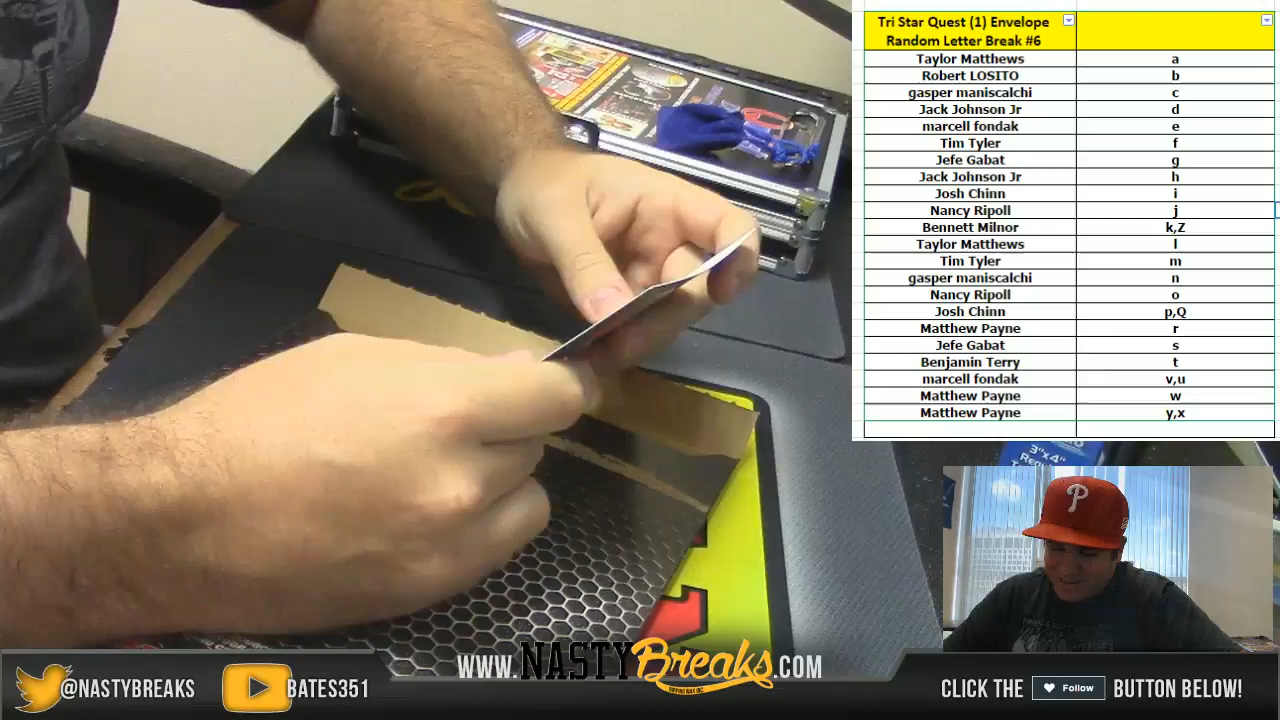 Tri Star Quest (1) Envelope
Random Letter Break #6
Taylor Matthews a
Robert LOSITO b
gasper maniscalchi c
Jack Johnson Jr d
marcell fondak e
Tim Tyler f
Jefe Gabat g
Jack Johnson Jr h
Josh Chinn i
Nancy Ripoll j
Bennett Milnor k,Z
Taylor Matthews l
Tim Tyler m
gasper maniscalchi n
Nancy Ripoll o
Josh Chinn p,Q
Matthew Payne r
Jefe Gabat s
Benjamin Terry t
marcell fondak v,u
Matthew Payne w
Matthew Payne y,x
3"x4"
P
@NASTYBREAKS
BATES351
WWW.NASTYBreaks.COM
CLICK THE Follow BUTTON BELOW!